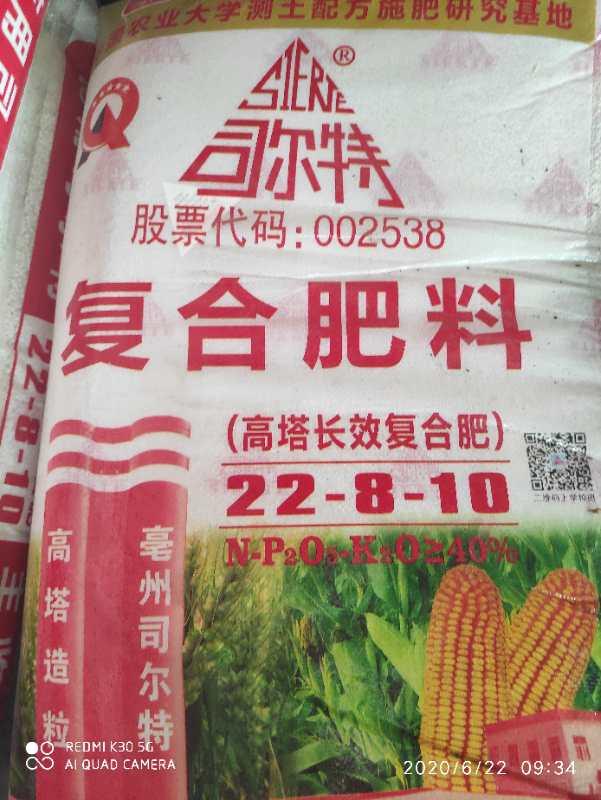 农业大学测土配方施肥研究基地
SIERTE®
司尔特
股票代码:002538
复合肥料
(高塔长效复合肥)
22-8-10
N-P₂O₅-K₂O≥40%
高塔造粒
亳州司尔特
22-8-10
REDMI K30 5G
AI QUAD CAMERA
2020/6/22 09:34